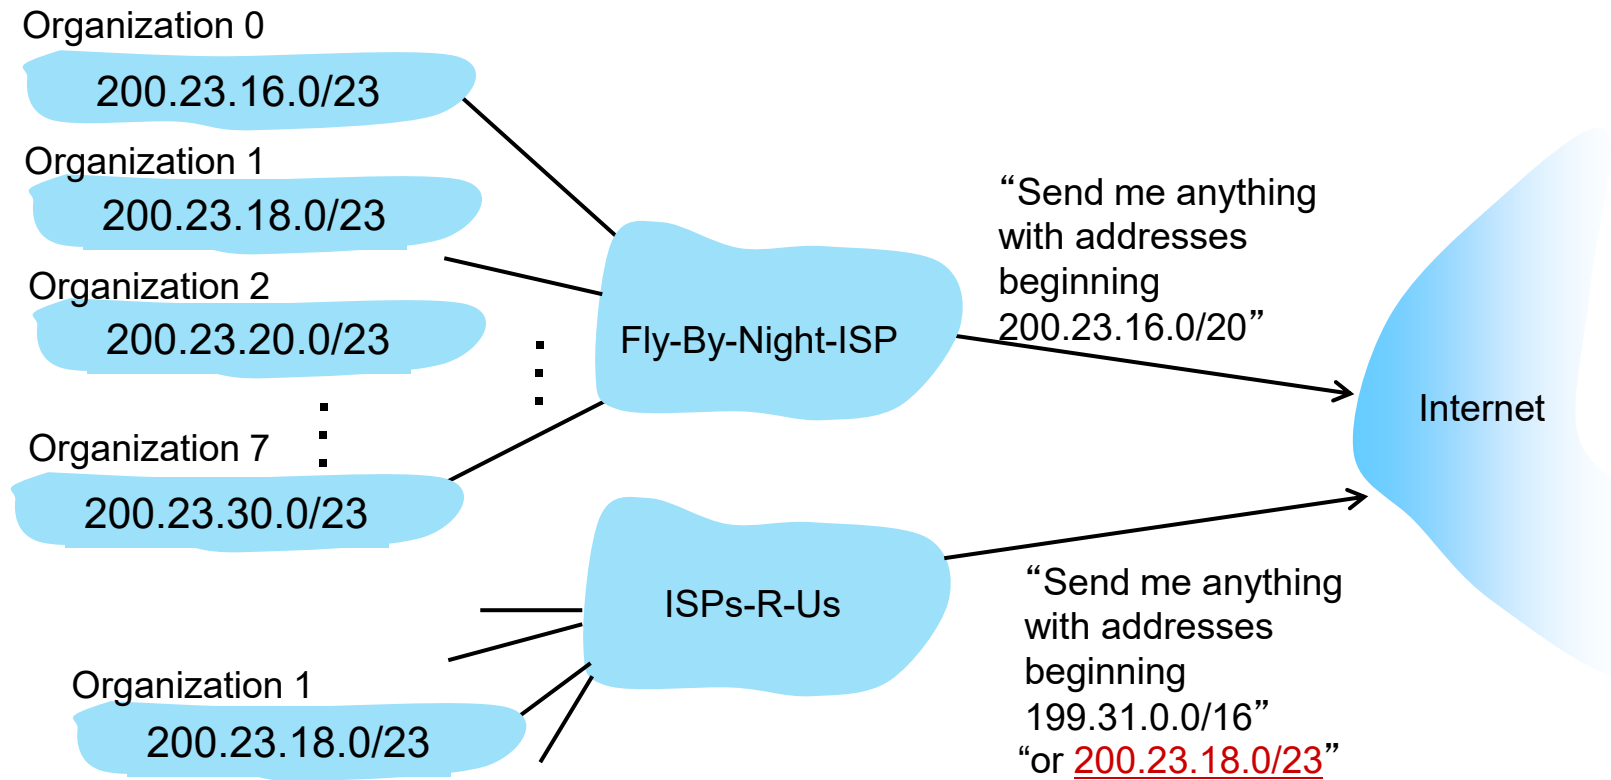 Organization 0
200.23.16.0/23
Organization 1
200.23.18.0/23
Organization 2
200.23.20.0/23
Organization 7
200.23.30.0/23
Fly-By-Night-ISP
“Send me anything
with addresses
beginning
200.23.16.0/20”
Internet
ISPs-R-Us
Organization 1
200.23.18.0/23
“Send me anything
with addresses
beginning
199.31.0.0/16”
“or 200.23.18.0/23”